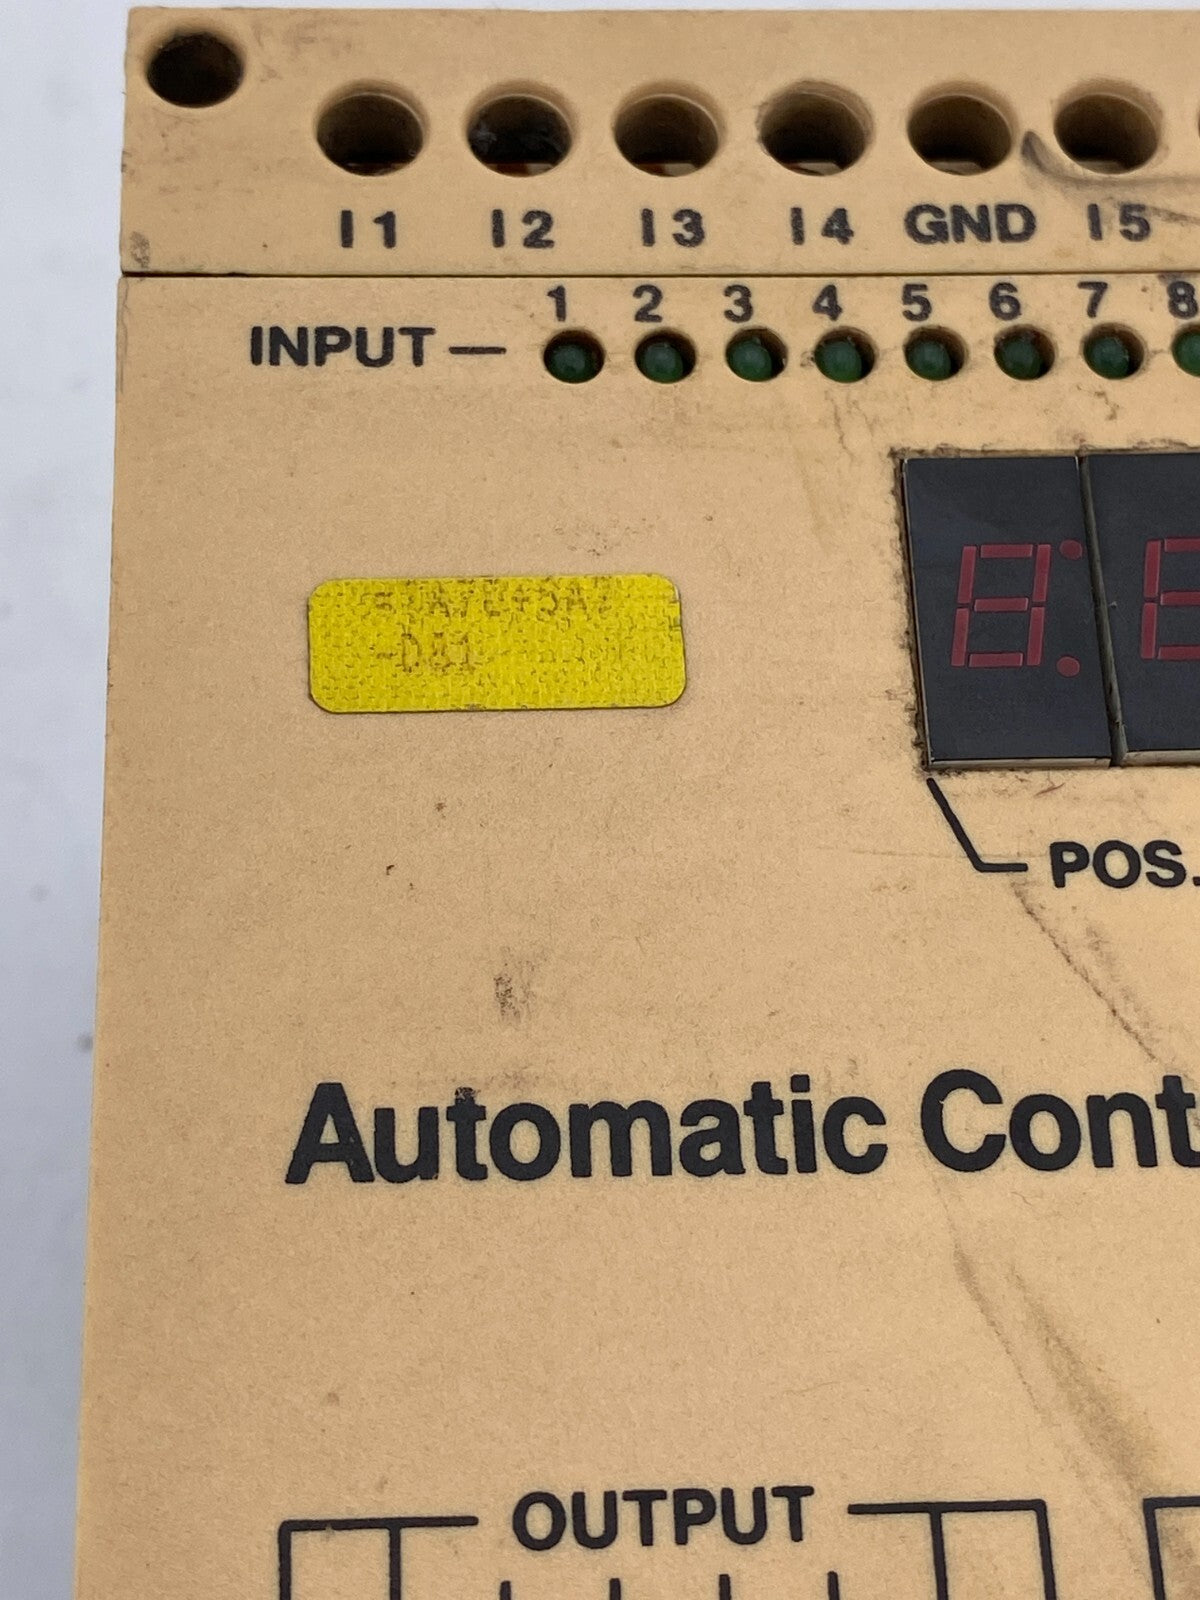 I1 I2 I3 I4 GND I5
1 2 3 4 5 6 7 8
INPUT
POS.
Automatic Cont
OUTPUT